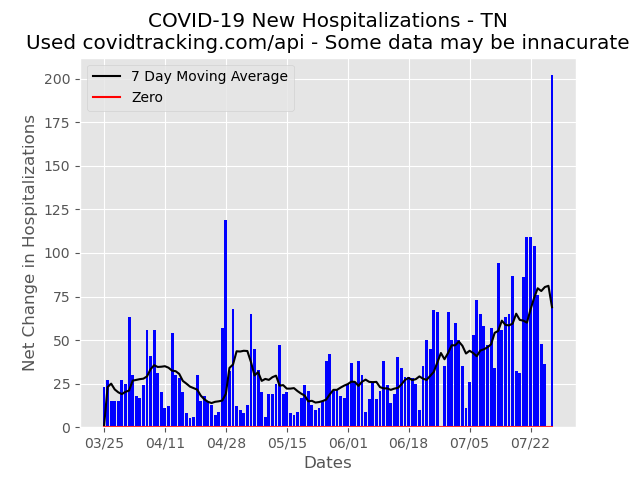 COVID-19 New Hospitalizations - TN
Used covidtracking.com/api - Some data may be innacurate
7 Day Moving Average
Zero
Net Change in Hospitalizations
200
175
150
125
100
75
50
25
0
03/25 04/11 04/28 05/15 06/01 06/18 07/05 07/22
Dates